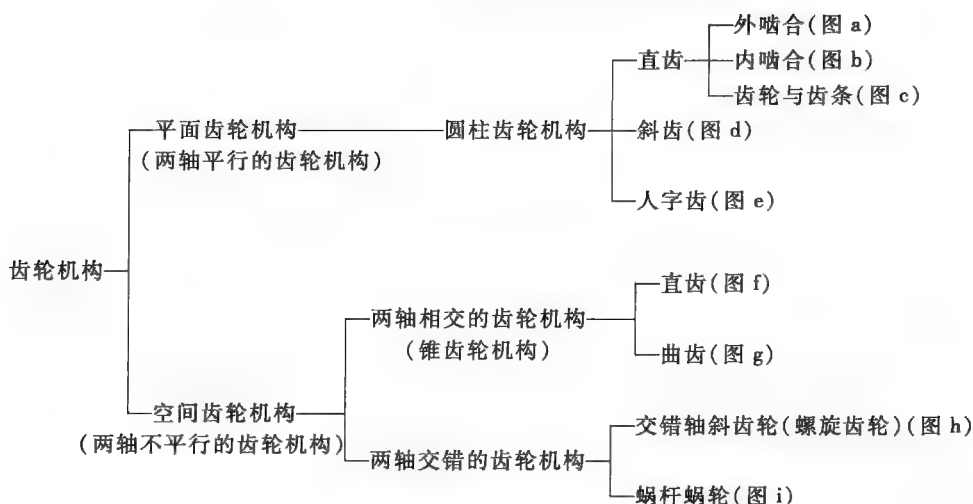 外啮合(图 a)
直齿
内啮合(图 b)
齿轮与齿条(图 c)
平面齿轮机构
圆柱齿轮机构
斜齿(图 d)
(两轴平行的齿轮机构)
人字齿(图 e)
齿轮机构
直齿(图 f)
两轴相交的齿轮机构
(锥齿轮机构)
曲齿(图 g)
空间齿轮机构
(两轴不平行的齿轮机构)
交错轴斜齿轮(螺旋齿轮)(图 h)
两轴交错的齿轮机构
蜗杆蜗轮(图 i)